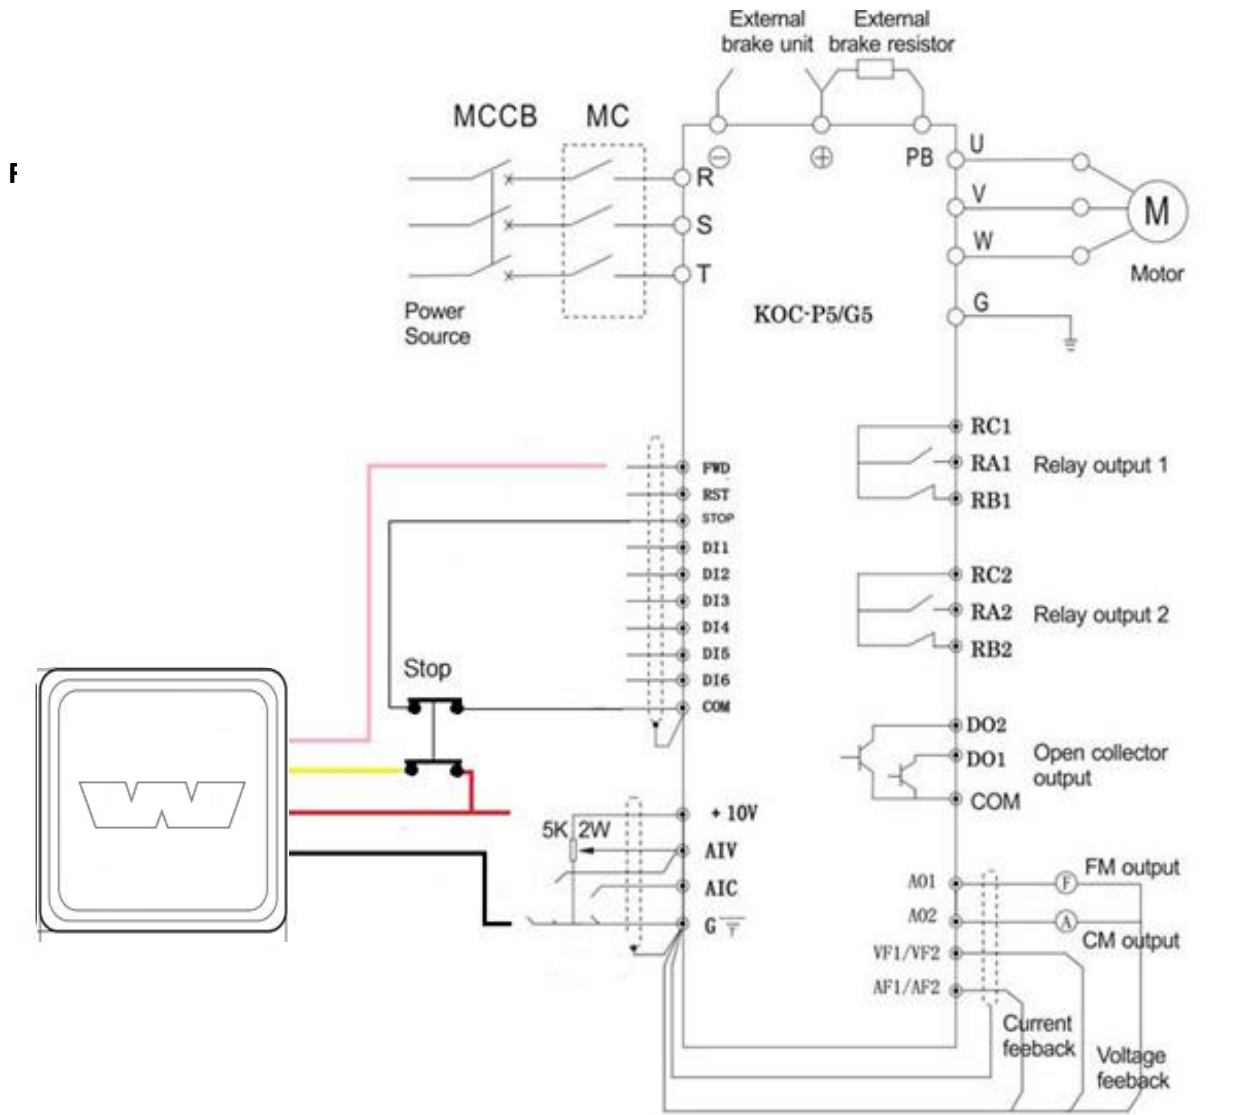 External
brake unit
External
brake resistor
MCCB
MC
R
S
T
Power
Source
PB
U
V
W
G
M
Motor
KOC-P5/G5
FWD
RST
STOP
DI1
DI2
DI3
DI4
DI5
DI6
COM
Stop
+10V
5K 2W
AIV
AIC
G
RC1
RA1
RB1
Relay output 1
RC2
RA2
RB2
Relay output 2
DO2
DO1
COM
Open collector
output
AO1
AO2
VF1/VF2
AF1/AF2
F
A
FM output
CM output
Current
feeback
Voltage
feeback